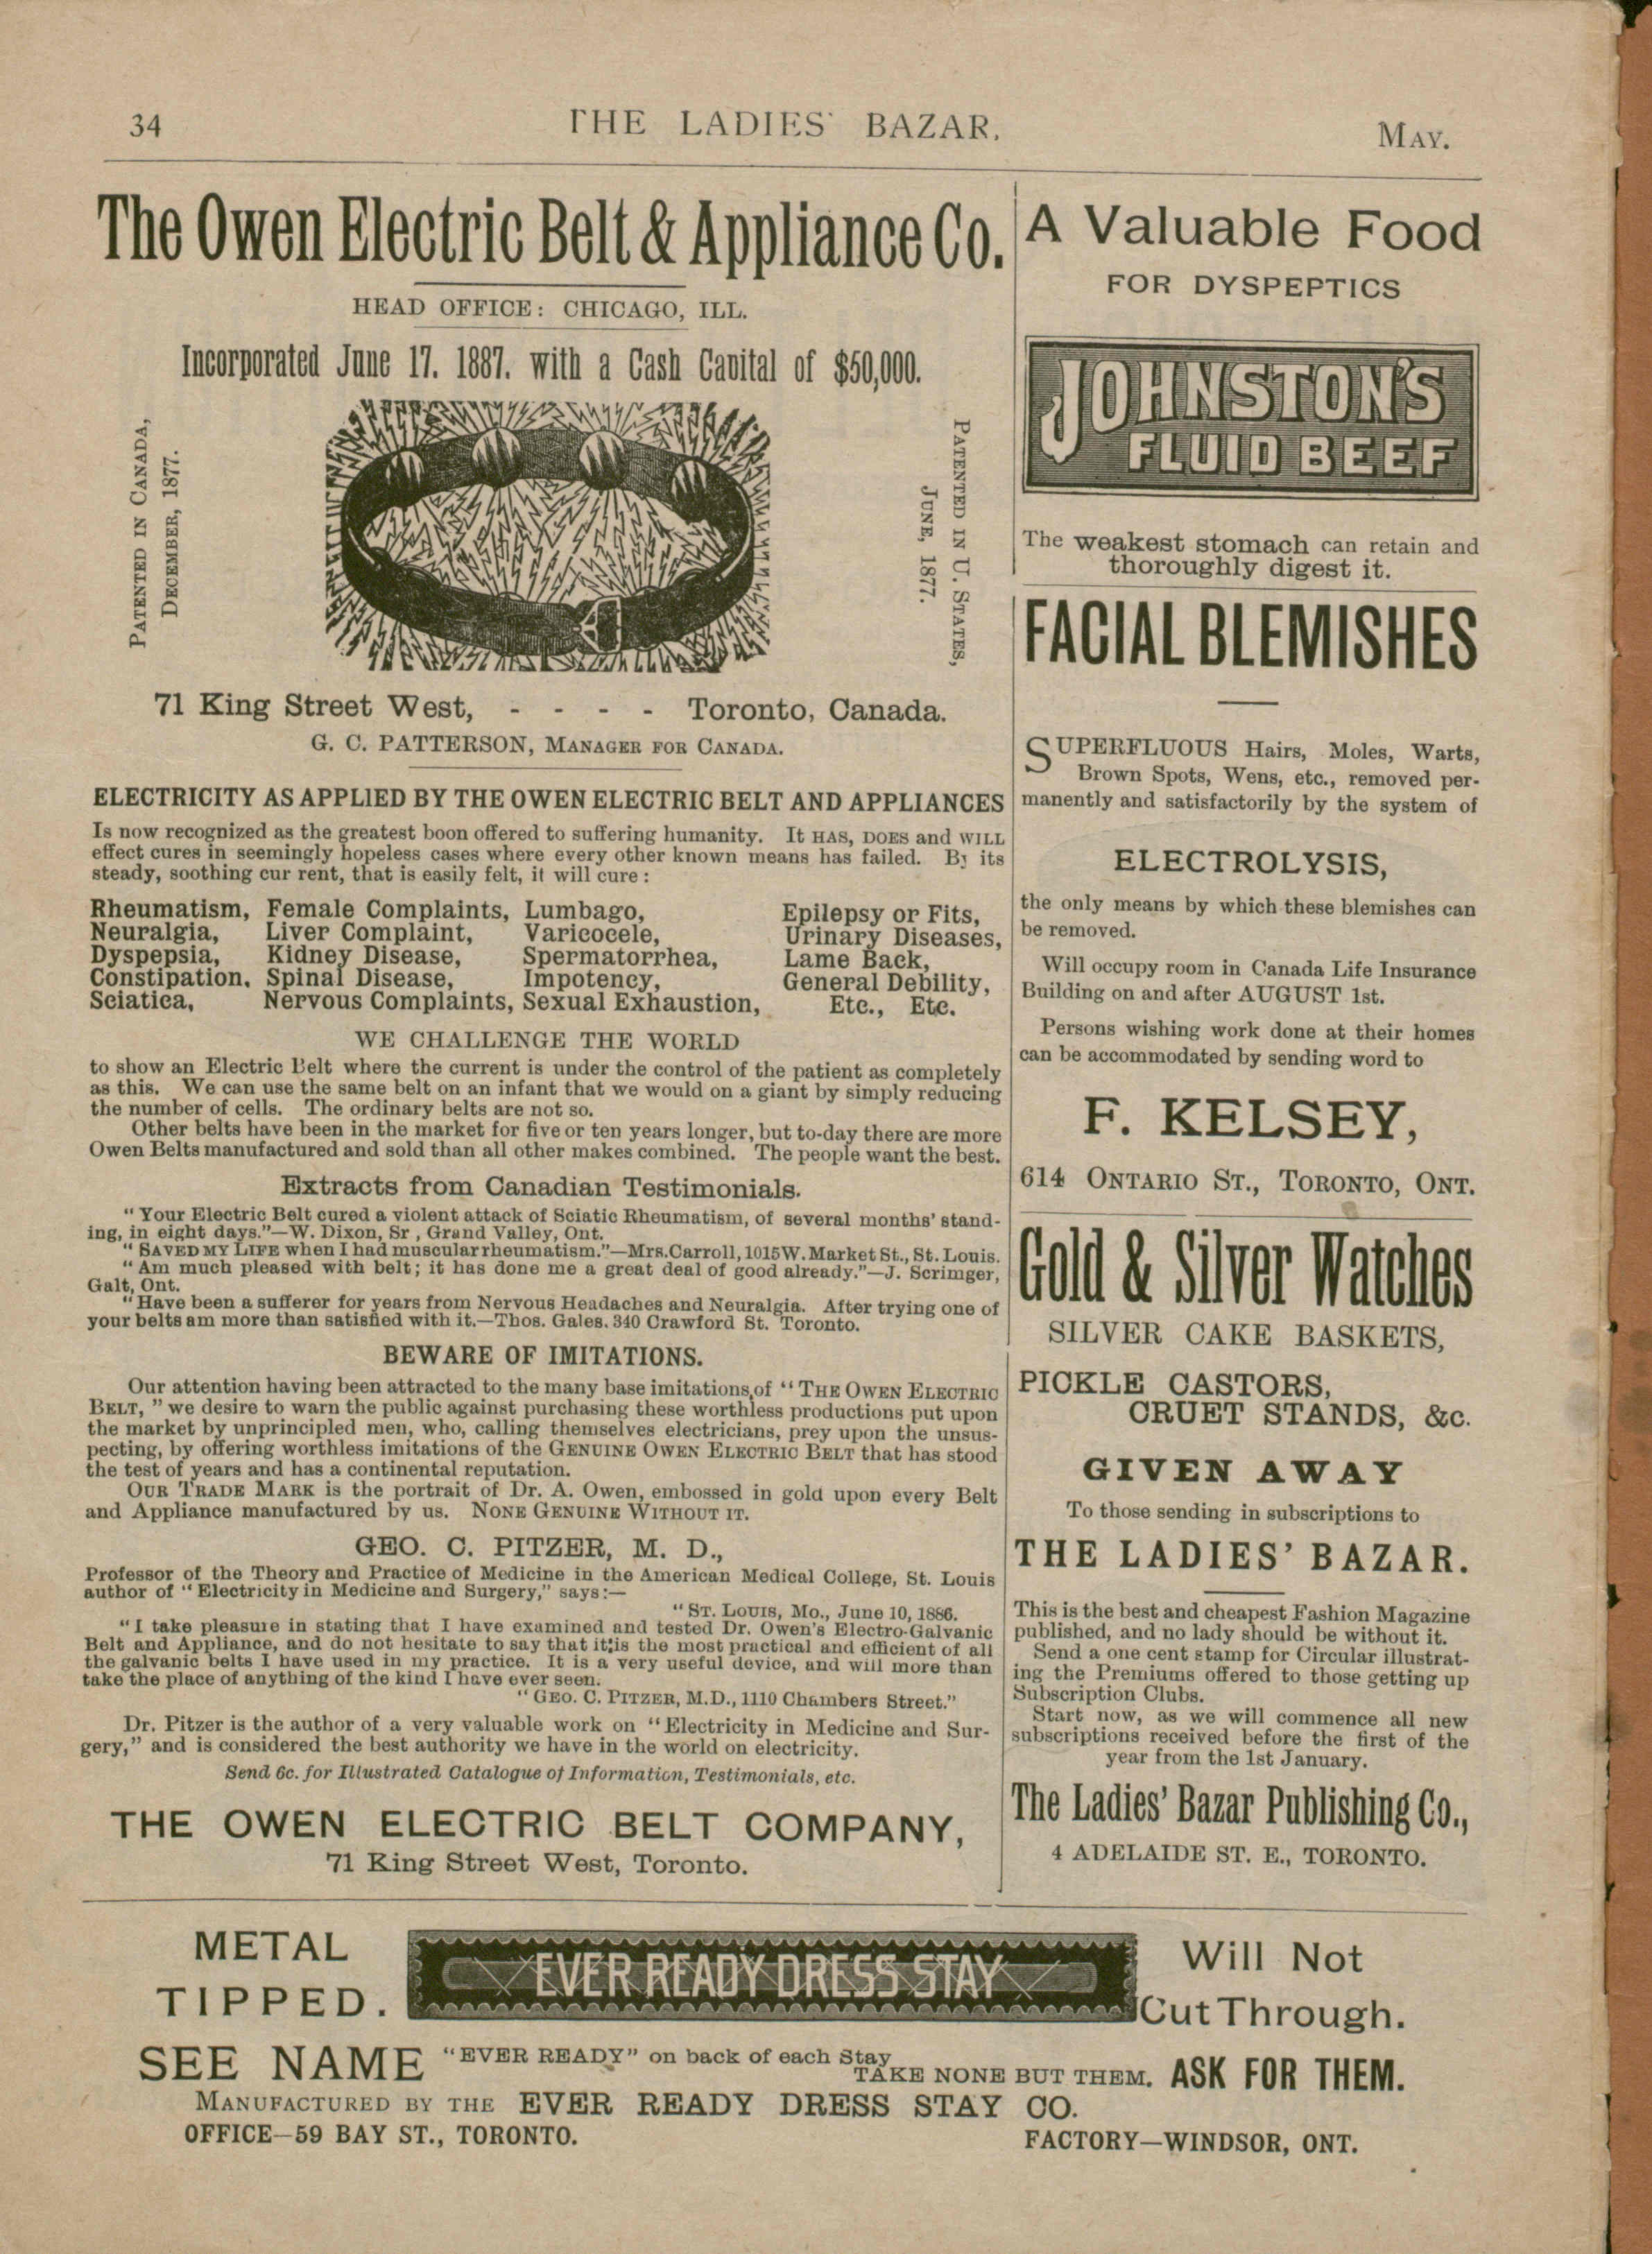 34
THE LADIES' BAZAR.
MAY.
The Owen Electric Belt & Appliance Co.
HEAD OFFICE: CHICAGO, ILL.
Incorporated June 17. 1887. with a Cash Capital of $50,000.
PATENTED IN CANADA,
DECEMBER, 1877.
PATENTED IN U. STATES,
JUNE, 1877.
71 King Street West, - - - - Toronto, Canada.
G. C. PATTERSON, MANAGER FOR CANADA.
ELECTRICITY AS APPLIED BY THE OWEN ELECTRIC BELT AND APPLIANCES
Is now recognized as the greatest boon offered to suffering humanity. It HAS, DOES and WILL
effect cures in seemingly hopeless cases where every other known means has failed. By its
steady, soothing cur rent, that is easily felt, it will cure:
Rheumatism, Female Complaints, Lumbago, Epilepsy or Fits,
Neuralgia, Liver Complaint, Varicocele, Urinary Diseases,
Dyspepsia, Kidney Disease, Spermatorrhea, Lame Back,
Constipation, Spinal Disease, Impotency, General Debility,
Sciatica, Nervous Complaints, Sexual Exhaustion, Etc., Etc.
WE CHALLENGE THE WORLD
to show an Electric Belt where the current is under the control of the patient as completely
as this. We can use the same belt on an infant that we would on a giant by simply reducing
the number of cells. The ordinary belts are not so.
Other belts have been in the market for five or ten years longer, but to-day there are more
Owen Belts manufactured and sold than all other makes combined. The people want the best.
Extracts from Canadian Testimonials.
"Your Electric Belt cured a violent attack of Sciatic Rheumatism, of several months' stand-
ing, in eight days."—W. Dixon, Sr , Grand Valley, Ont.
"SAVED MY LIFE when I had muscular rheumatism."—Mrs. Carroll, 1015 W. Market St., St. Louis.
"Am much pleased with belt; it has done me a great deal of good already."—J. Scrimger,
Galt, Ont.
"Have been a sufferer for years from Nervous Headaches and Neuralgia. After trying one of
your belts am more than satisfied with it.—Thos. Gales. 340 Crawford St. Toronto.
BEWARE OF IMITATIONS.
Our attention having been attracted to the many base imitations,of "THE OWEN ELECTRIC
BELT, " we desire to warn the public against purchasing these worthless productions put upon
the market by unprincipled men, who, calling themselves electricians, prey upon the unsus-
pecting, by offering worthless imitations of the GENUINE OWEN ELECTRIC BELT that has stood
the test of years and has a continental reputation.
OUR TRADE MARK is the portrait of Dr. A. Owen, embossed in gold upon every Belt
and Appliance manufactured by us. NONE GENUINE WITHOUT IT.
GEO. C. PITZER, M. D.,
Professor of the Theory and Practice of Medicine in the American Medical College, St. Louis
author of "Electricity in Medicine and Surgery," says:—
"ST. LOUIS, MO., June 10, 1886.
"I take pleasure in stating that I have examined and tested Dr. Owen's Electro-Galvanic
Belt and Appliance, and do not hesitate to say that it is the most practical and efficient of all
the galvanic belts I have used in my practice. It is a very useful device, and will more than
take the place of anything of the kind I have ever seen.
"GEO. C. PITZER, M.D., 1110 Chambers Street."
Dr. Pitzer is the author of a very valuable work on "Electricity in Medicine and Sur-
gery," and is considered the best authority we have in the world on electricity.
Send 6c. for Illustrated Catalogue of Information, Testimonials, etc.
THE OWEN ELECTRIC BELT COMPANY,
71 King Street West, Toronto.
A Valuable Food
FOR DYSPEPTICS
JOHNSTON'S
FLUID BEEF
The weakest stomach can retain and
thoroughly digest it.
FACIAL BLEMISHES
SUPERFLUOUS Hairs, Moles, Warts,
Brown Spots, Wens, etc., removed per-
manently and satisfactorily by the system of
ELECTROLYSIS,
the only means by which these blemishes can
be removed.
Will occupy room in Canada Life Insurance
Building on and after AUGUST 1st.
Persons wishing work done at their homes
can be accommodated by sending word to
F. KELSEY,
614 ONTARIO ST., TORONTO, ONT.
Gold & Silver Watches
SILVER CAKE BASKETS,
PICKLE CASTORS,
CRUET STANDS, &c.
GIVEN AWAY
To those sending in subscriptions to
THE LADIES' BAZAR.
This is the best and cheapest Fashion Magazine
published, and no lady should be without it.
Send a one cent stamp for Circular illustrat-
ing the Premiums offered to those getting up
Subscription Clubs.
Start now, as we will commence all new
subscriptions received before the first of the
year from the 1st January.
The Ladies' Bazar Publishing Co.,
4 ADELAIDE ST. E., TORONTO.
METAL
TIPPED.
EVER READY DRESS STAY
Will Not
Cut Through.
SEE NAME "EVER READY" on back of each Stay
TAKE NONE BUT THEM. ASK FOR THEM.
MANUFACTURED BY THE EVER READY DRESS STAY CO.
OFFICE—59 BAY ST., TORONTO.
FACTORY—WINDSOR, ONT.